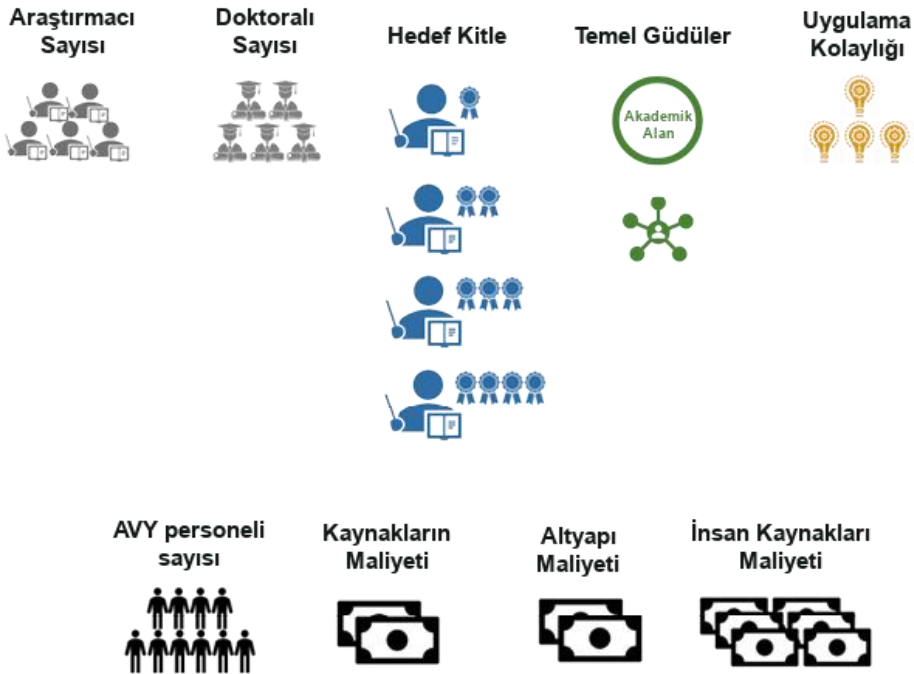 Araştırmacı
Sayısı
Doktoralı
Sayısı
Hedef Kitle
Temel Güdüler
Uygulama
Kolaylığı
Akademik
Alan
AVY personeli
sayısı
Kaynakların
Maliyeti
Altyapı
Maliyeti
İnsan Kaynakları
Maliyeti